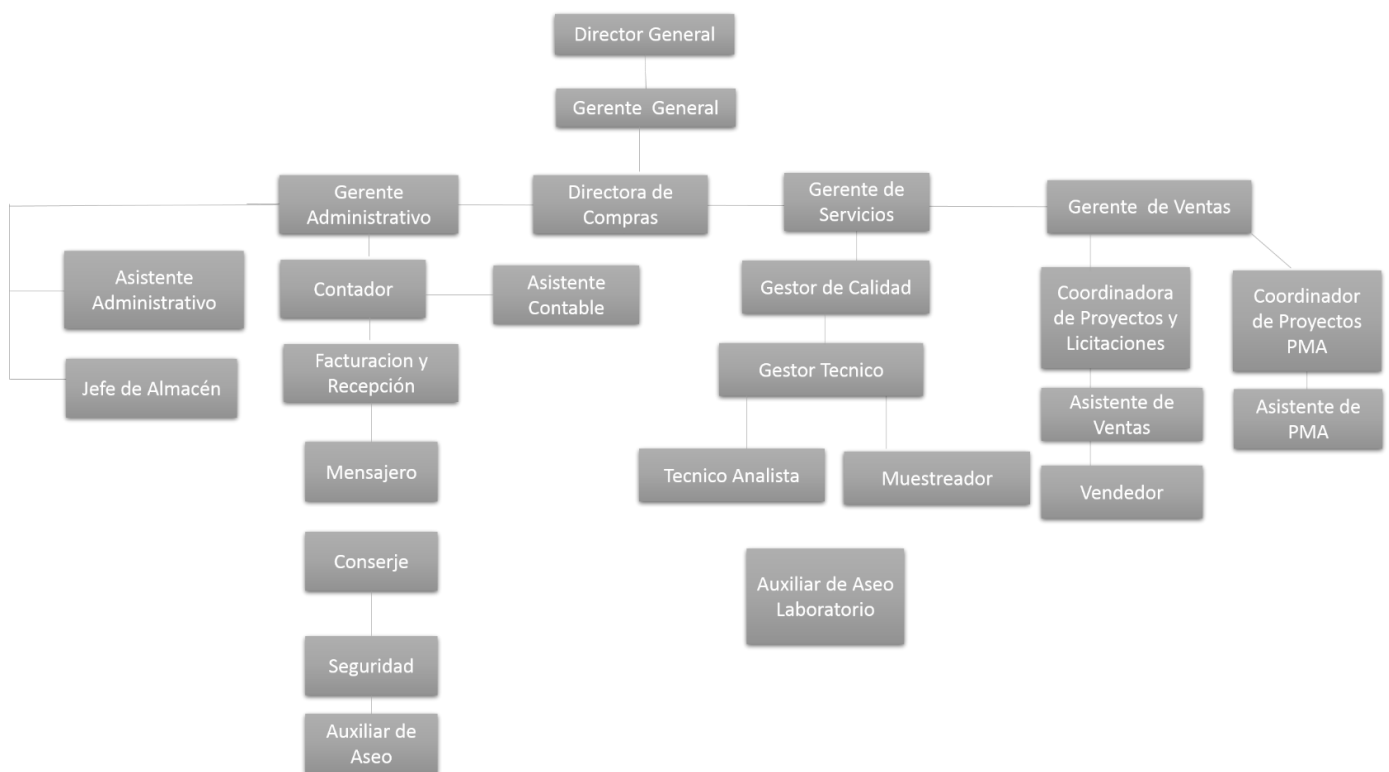 Director General
Gerente General
Gerente
Administrativo
Directora de
Compras
Gerente de
Servicios
Gerente de Ventas
Asistente
Administrativo
Jefe de Almacén
Contador
Asistente
Contable
Facturacion y
Recepción
Mensajero
Conserje
Seguridad
Auxiliar de
Aseo
Gestor de Calidad
Gestor Tecnico
Tecnico Analista
Muestreador
Auxiliar de Aseo
Laboratorio
Coordinadora
de Proyectos y
Licitaciones
Asistente de
Ventas
Vendedor
Coordinador
de Proyectos
PMA
Asistente de
PMA